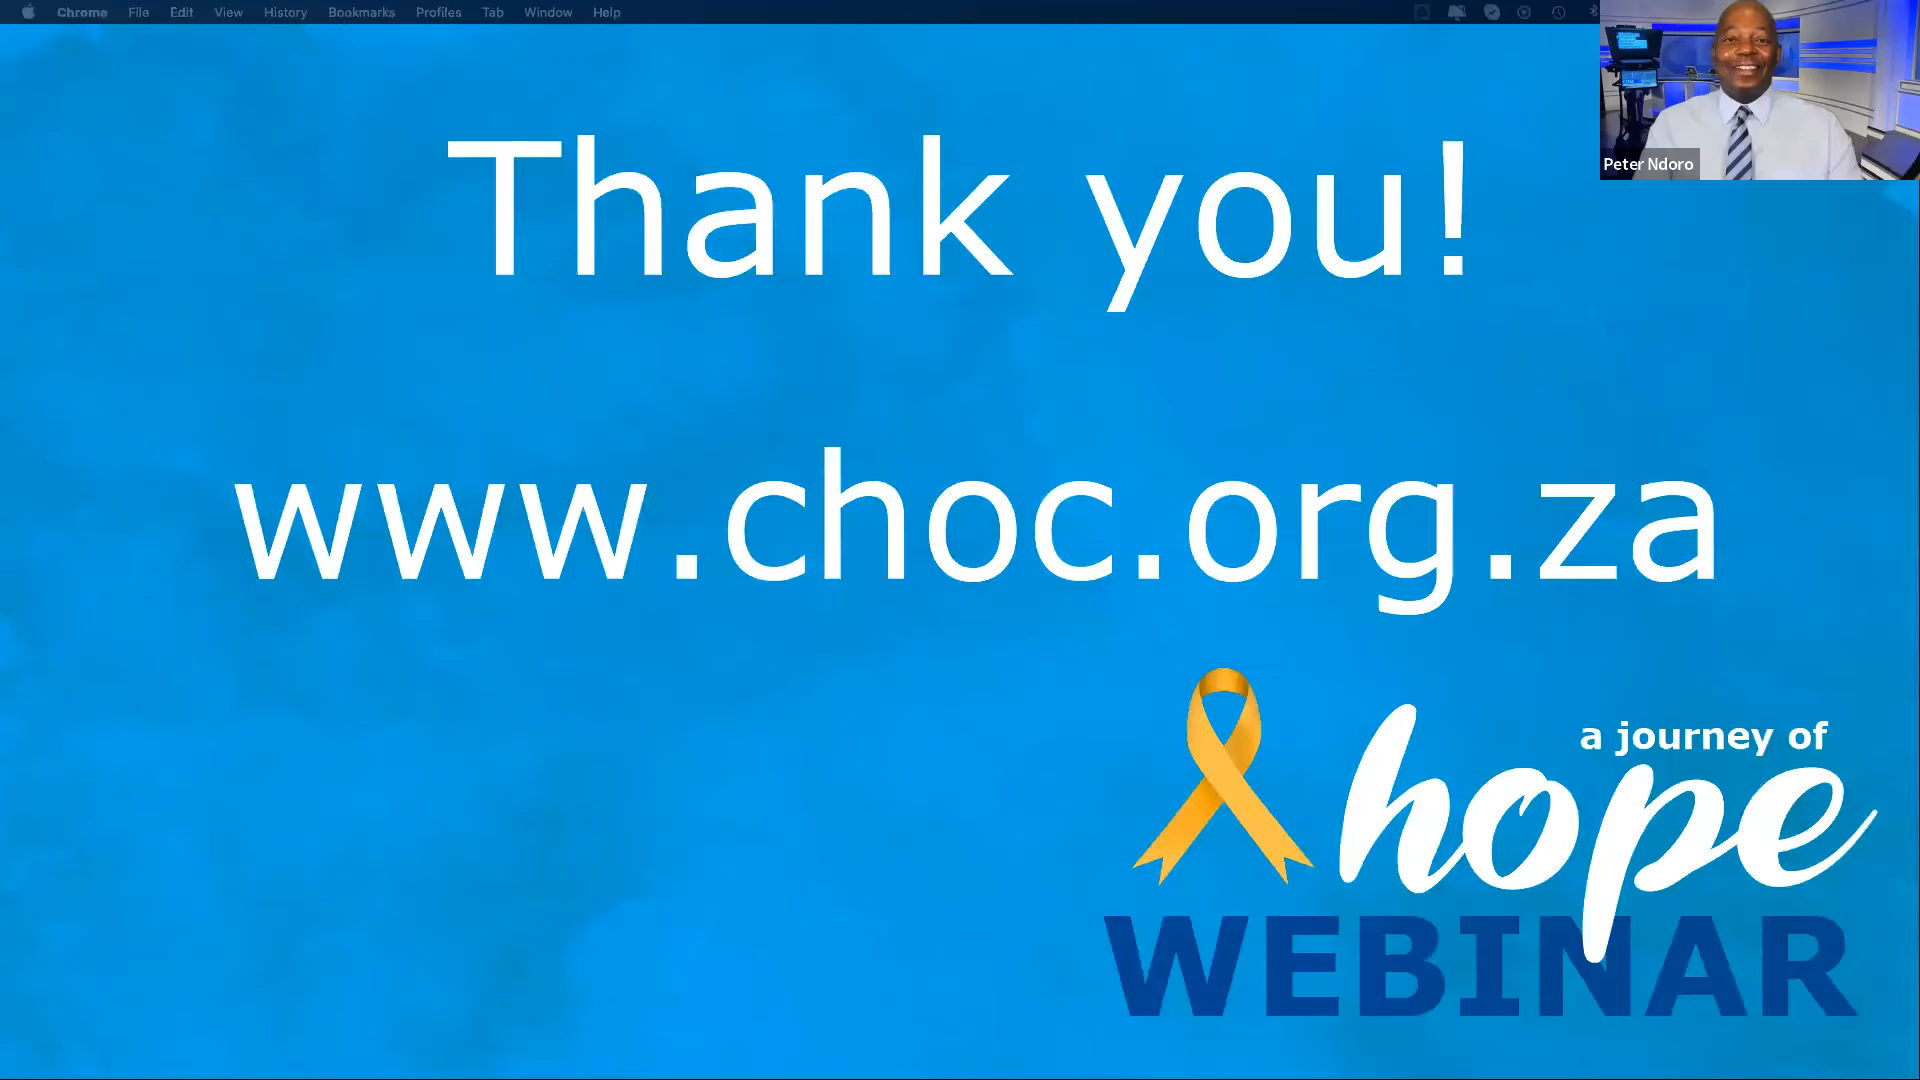 Chrome File Edit View History Bookmarks Profiles Tab Window Help
Peter Ndoro
Thank you!
www.choc.org.za
a journey of
hope
WEBINAR